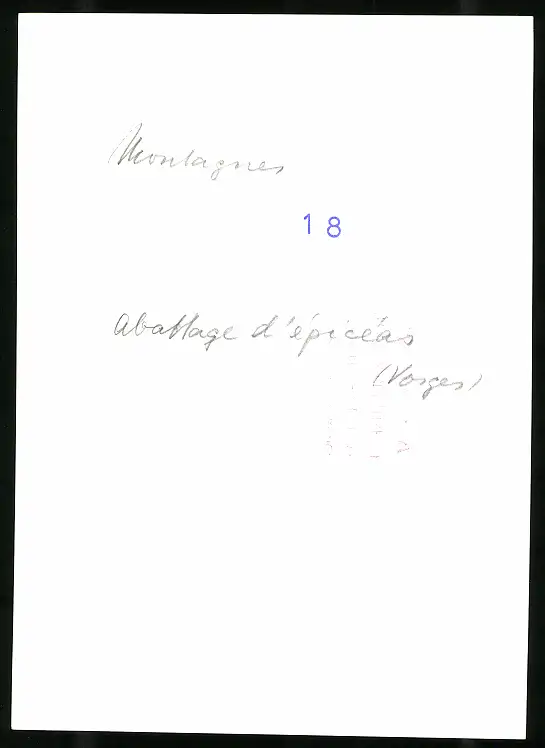 Montagnes
18
Abattage d'épicéas
(Vosges)